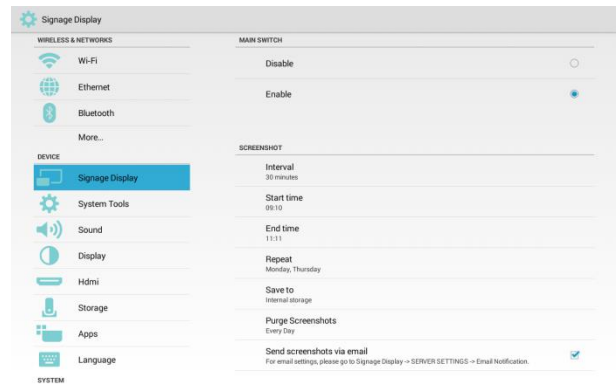 Signage Display
WIRELESS & NETWORKS
Wi-Fi
Ethernet
Bluetooth
More...
DEVICE
Signage Display
System Tools
Sound
Display
Hdmi
Storage
Apps
Language
SYSTEM
MAIN SWITCH
Disable
Enable
SCREENSHOT
Interval
30 minutes
Start time
09:10
End time
11:11
Repeat
Monday, Thursday
Save to
Internal storage
Purge Screenshots
Every Day
Send screenshots via email
For email settings, please go to Signage Display -> SERVER SETTINGS -> Email Notification.